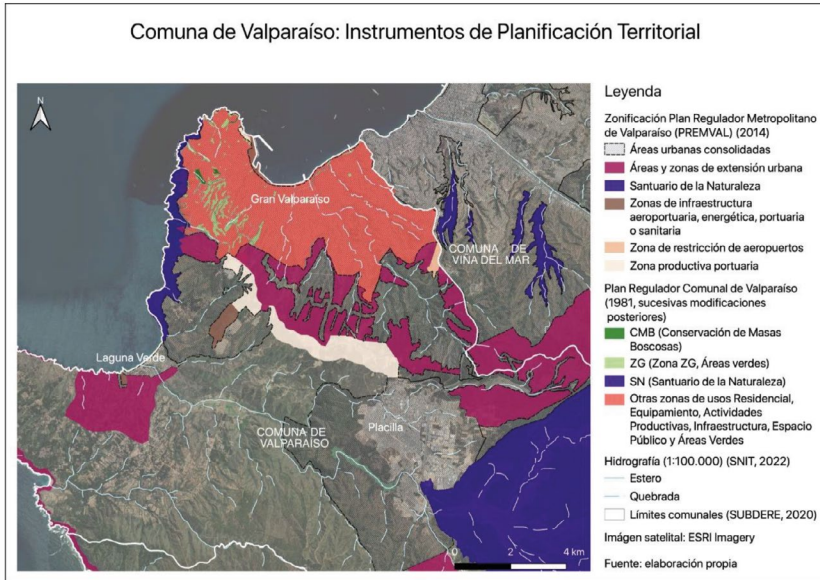 Comuna de Valparaíso: Instrumentos de Planificación Territorial
N
Gran Valparaíso
COMUNA DE
VIÑA DEL MAR
Laguna Verde
COMUNA DE
VALPARAÍSO
Placilla
0 2 4 km
Leyenda
Zonificación Plan Regulador Metropolitano
de Valparaíso (PREMVAL) (2014)
Áreas urbanas consolidadas
Áreas y zonas de extensión urbana
Santuario de la Naturaleza
Zonas de infraestructura
aeroportuaria, energética, portuaria
o sanitaria
Zona de restricción de aeropuertos
Zona productiva portuaria
Plan Regulador Comunal de Valparaíso
(1981, sucesivas modificaciones
posteriores)
CMB (Conservación de Masas
Boscosas)
ZG (Zona ZG, Áreas verdes)
SN (Santuario de la Naturaleza)
Otras zonas de usos Residencial,
Equipamiento, Actividades
Productivas, Infraestructura, Espacio
Público y Áreas Verdes
Hidrografía (1:100.000) (SNIT, 2022)
Estero
Quebrada
Límites comunales (SUBDERE, 2020)
Imágen satelital: ESRI Imagery
Fuente: elaboración propia